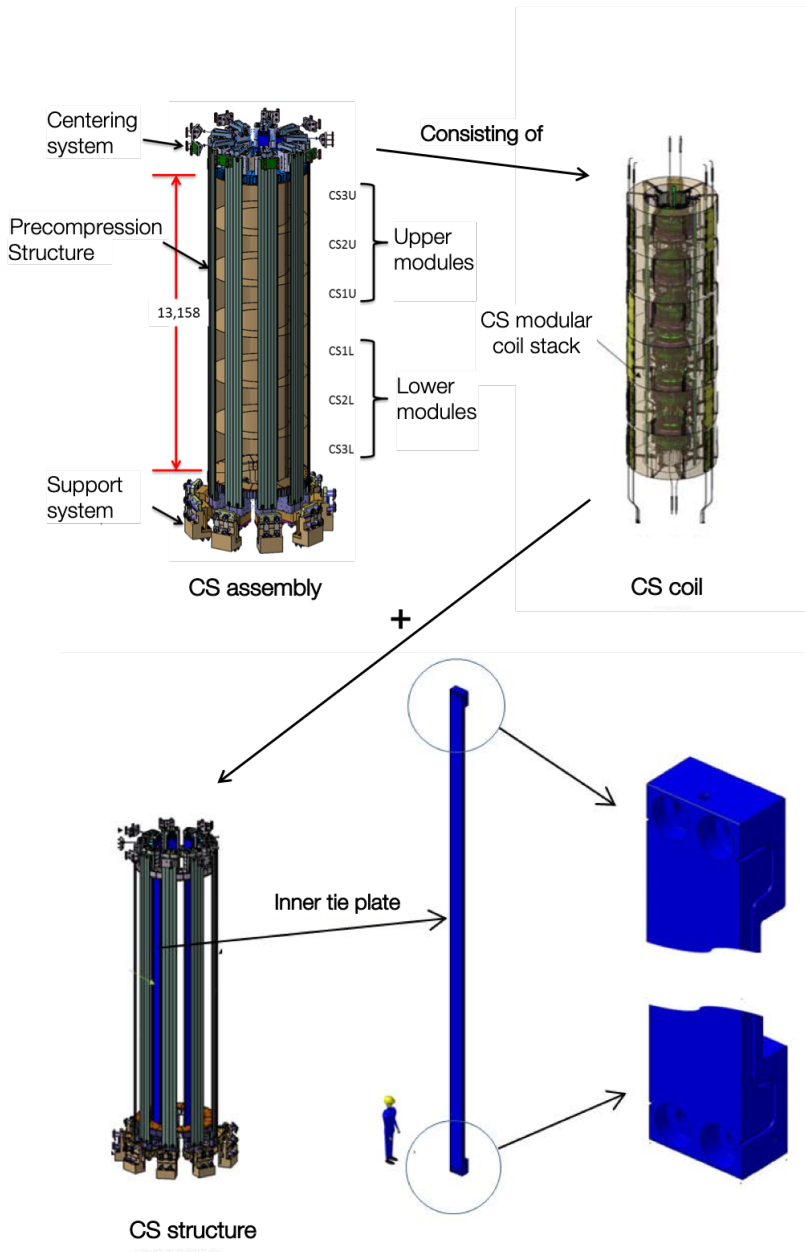 Centering
system
Consisting of
CS3U
Precompression
Structure
CS2U
Upper
modules
CS1U
13,158
CS modular
coil stack
CS1L
CS2L
Lower
modules
CS3L
Support
system
CS assembly
CS coil
+
Inner tie plate
CS structure